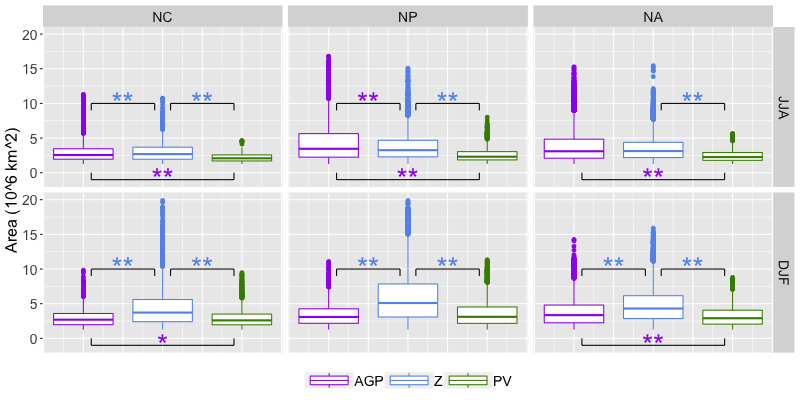 NC NP NA
20
15
10
5
0
** ** ** ** **
** ** **
JJA
Area (10^6 km^2)
20
15
10
5
0
** ** ** ** ** **
* **
DJF
AGP Z PV